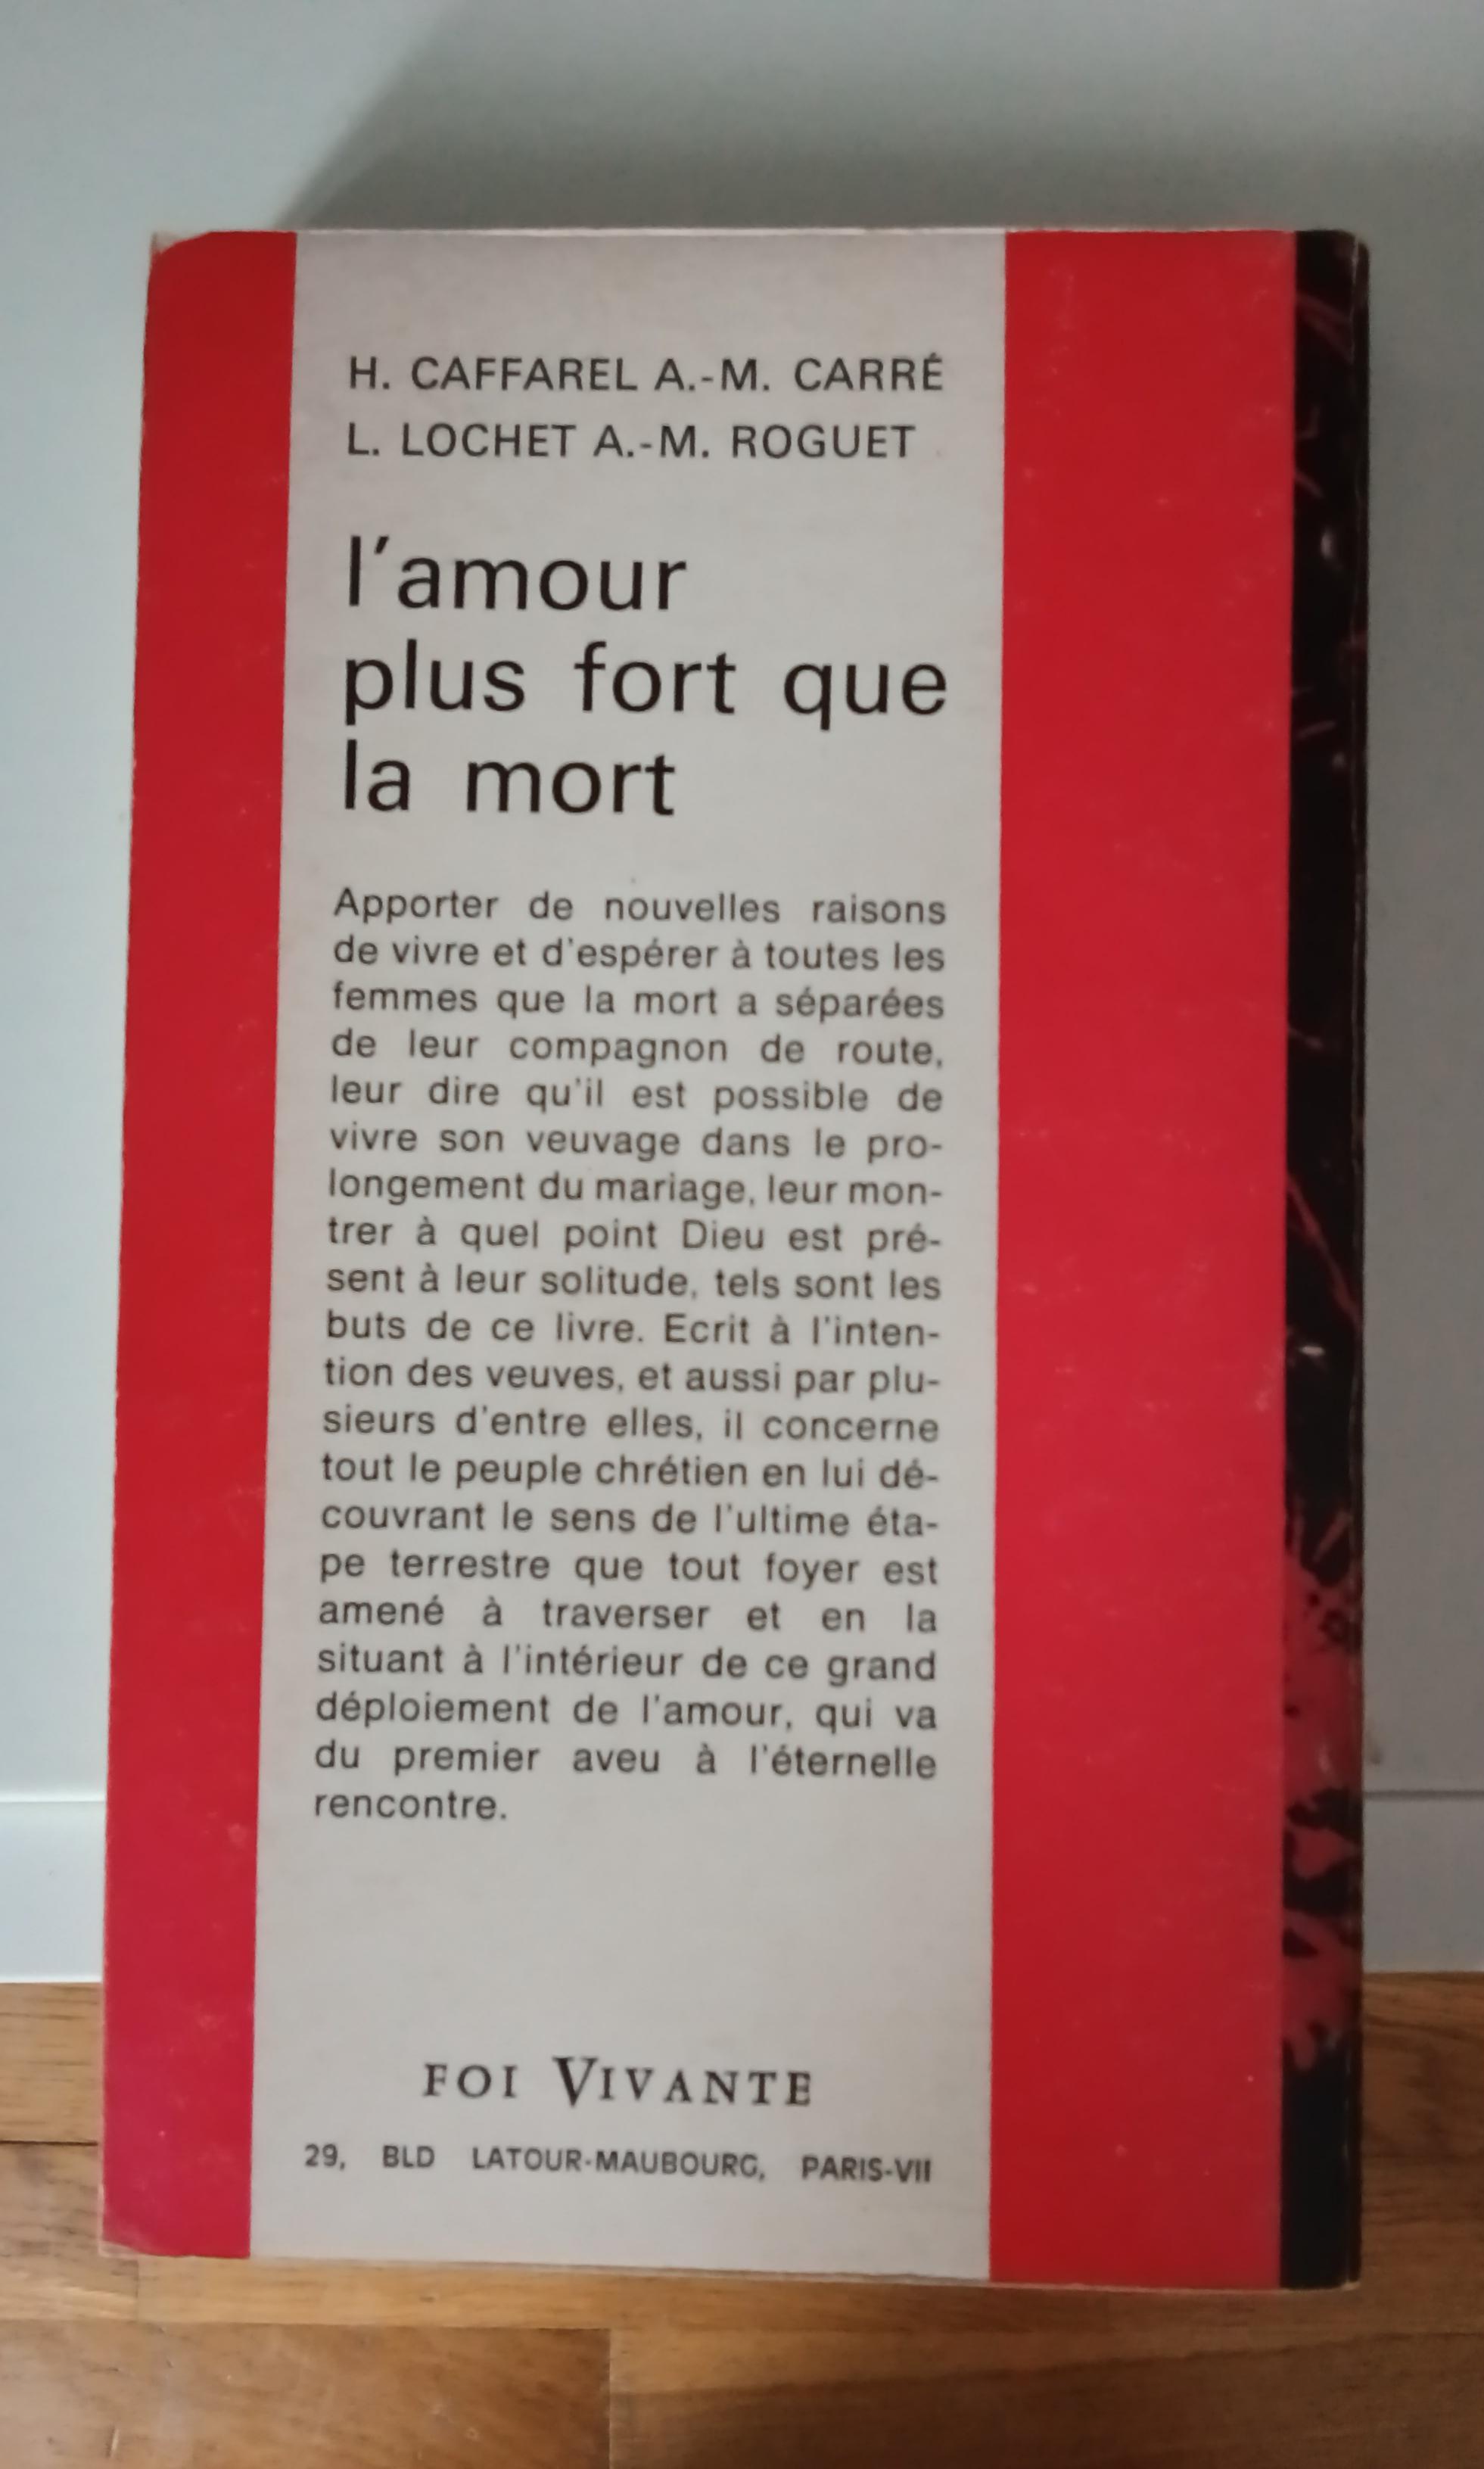 H. CAFFAREL A.-M. CARRÉ
L. LOCHET A.-M. ROGUET
l'amour
plus fort que
la mort
Apporter de nouvelles raisons
de vivre et d'espérer à toutes les
femmes que la mort a séparées
de leur compagnon de route,
leur dire qu'il est possible de
vivre son veuvage dans le pro-
longement du mariage, leur mon-
trer à quel point Dieu est pré-
sent à leur solitude, tels sont les
buts de ce livre. Ecrit à l'inten-
tion des veuves, et aussi par plu-
sieurs d'entre elles, il concerne
tout le peuple chrétien en lui dé-
couvrant le sens de l'ultime éta-
pe terrestre que tout foyer est
amené à traverser et en la
situant à l'intérieur de ce grand
déploiement de l'amour, qui va
du premier aveu à l'éternelle
rencontre.
FOI VIVANTE
29, BLD LATOUR-MAUBOURG, PARIS-VII